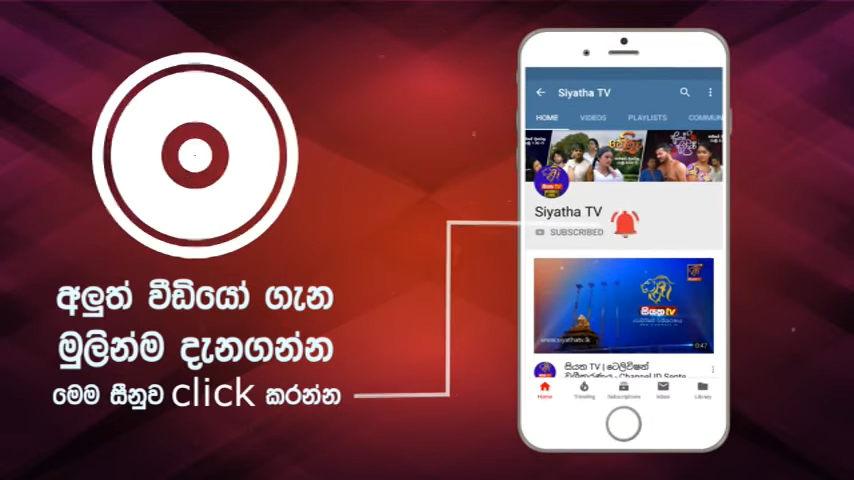 අලුත් වීඩියෝ ගැන
මුලින්ම දැනගන්න
මෙම සීනුව click කරන්න
Siyatha TV
HOME VIDEOS PLAYLISTS COMMUN
Siyatha TV
SUBSCRIBED
සියත tv
www.siyathatv.lk
0:47
සියත TV | ටෙලිවිෂන්
Home Trending Subscriptions Inbox Library